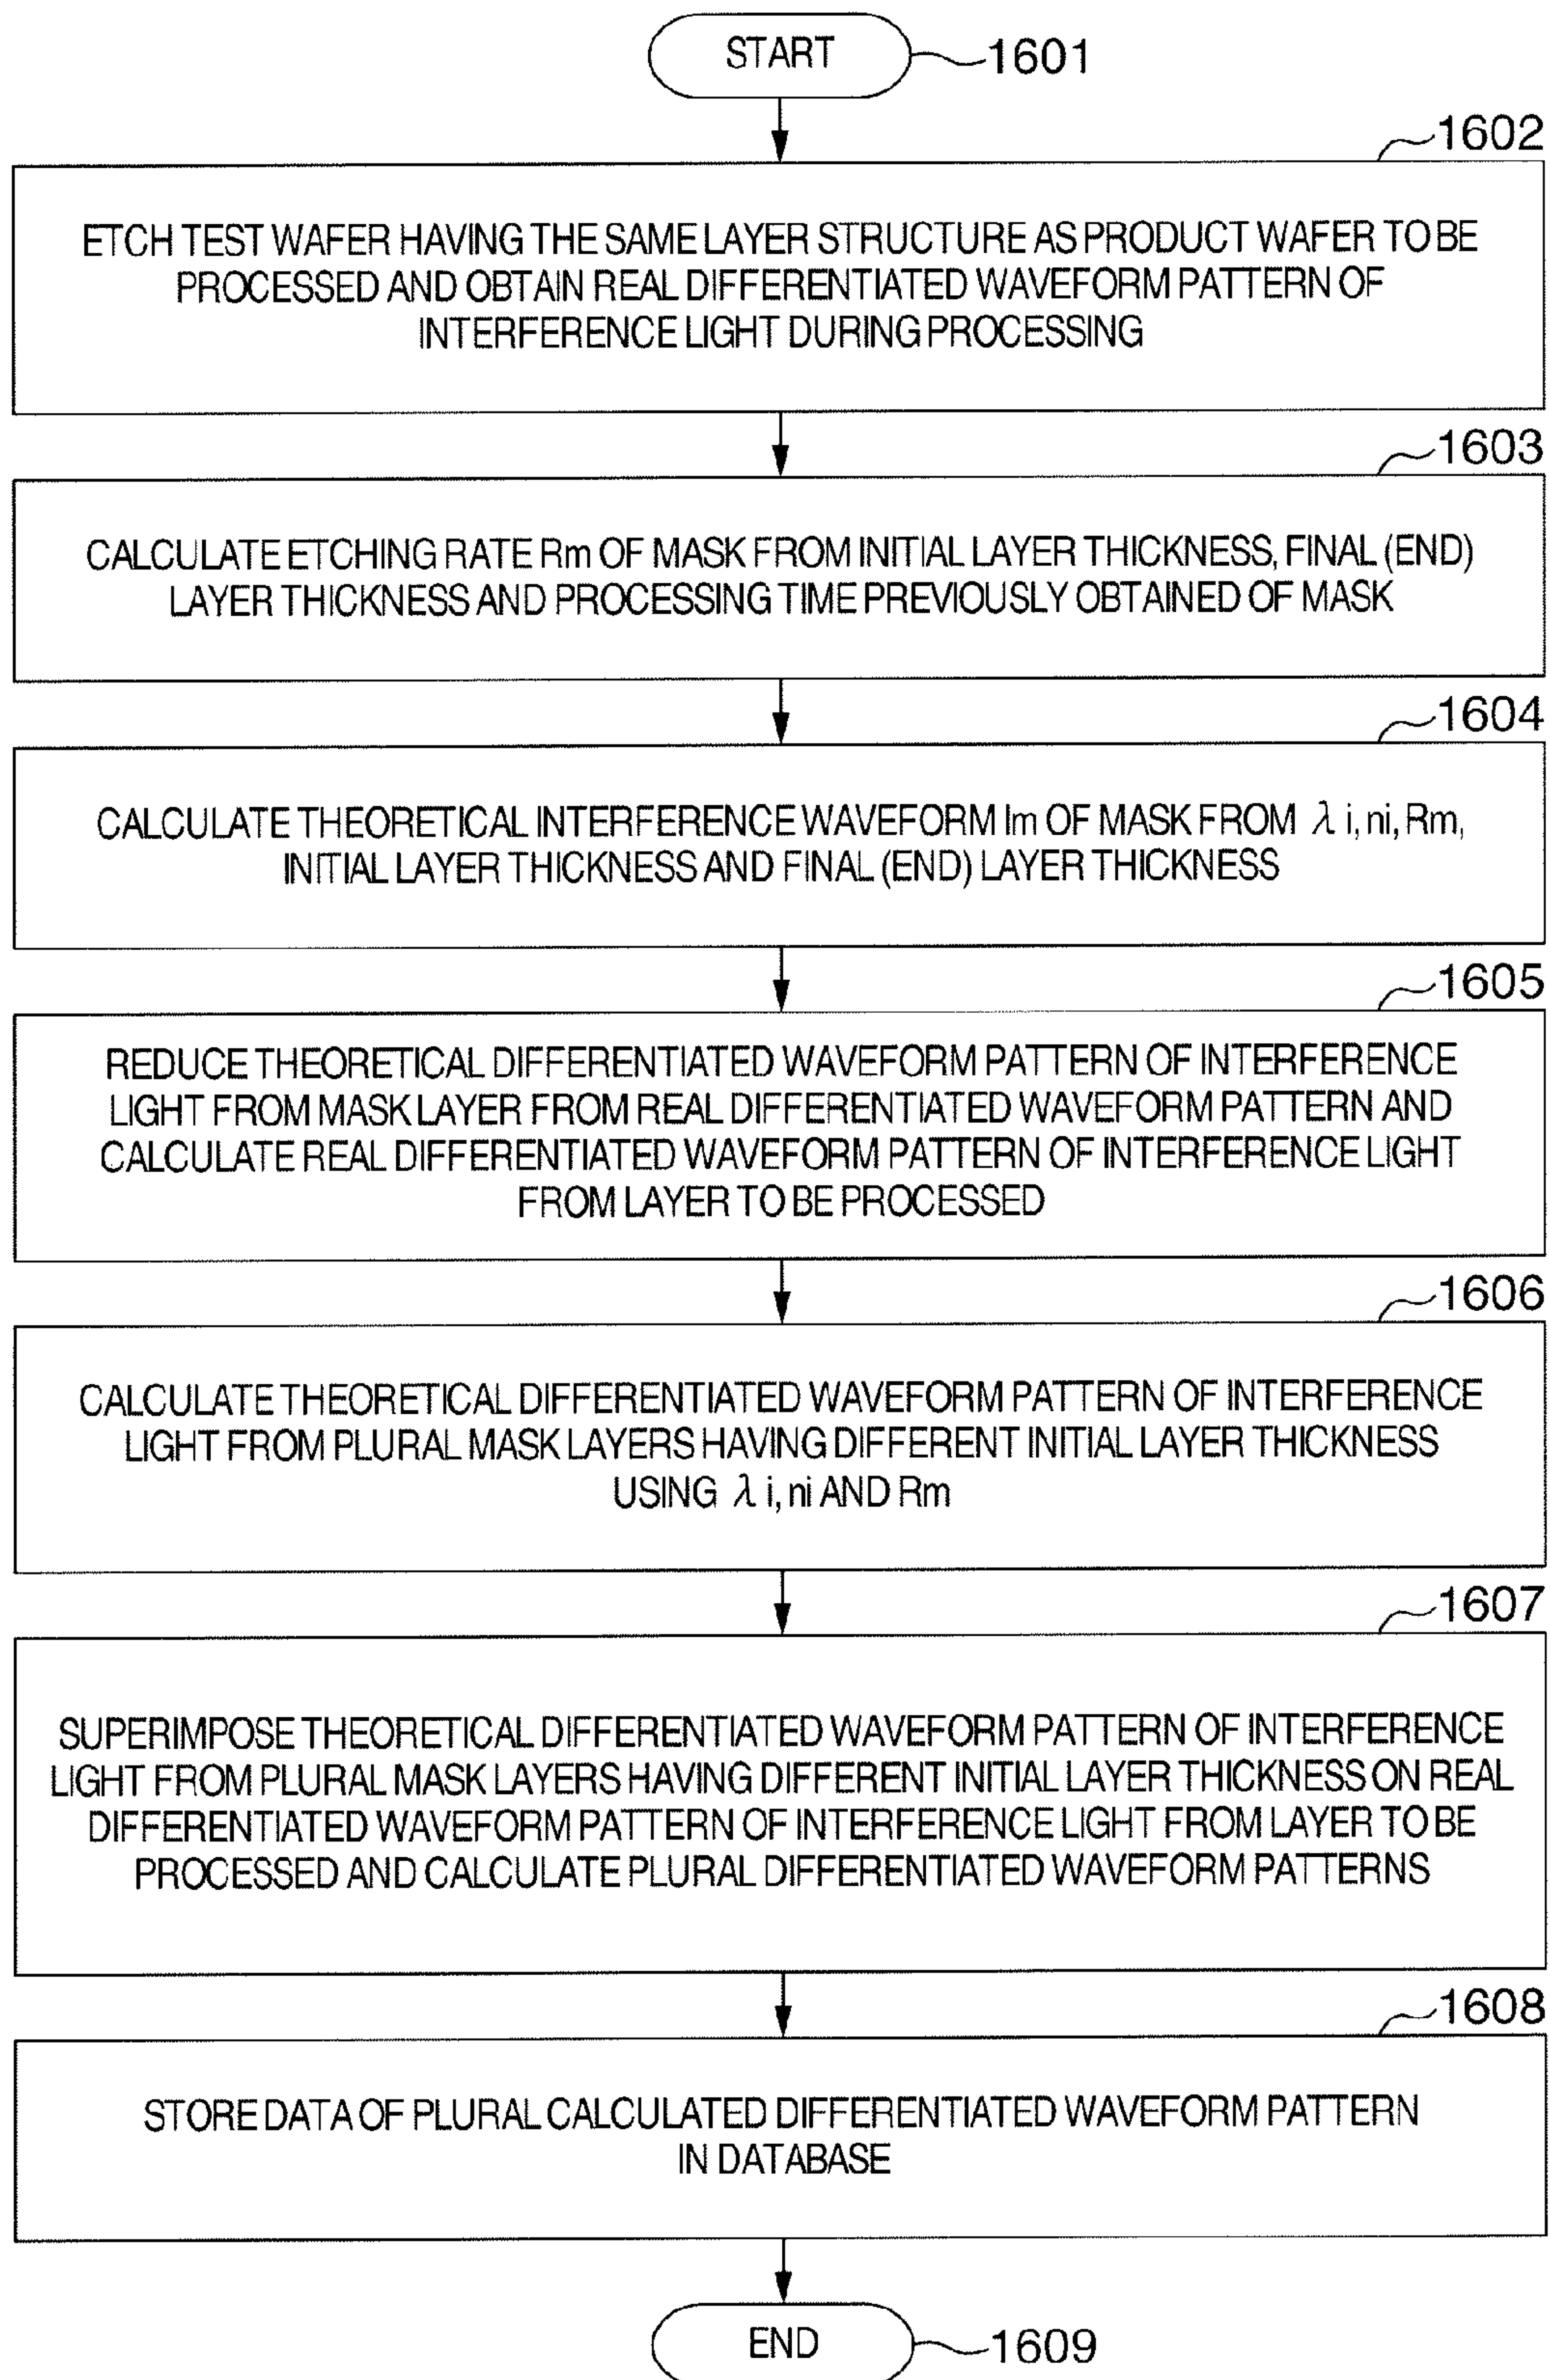 START
1601
1602
ETCH TEST WAFER HAVING THE SAME LAYER STRUCTURE AS PRODUCT WAFER TO BE
PROCESSED AND OBTAIN REAL DIFFERENTIATED WAVEFORM PATTERN OF
INTERFERENCE LIGHT DURING PROCESSING
1603
CALCULATE ETCHING RATE Rm OF MASK FROM INITIAL LAYER THICKNESS, FINAL (END)
LAYER THICKNESS AND PROCESSING TIME PREVIOUSLY OBTAINED OF MASK
1604
CALCULATE THEORETICAL INTERFERENCE WAVEFORM Im OF MASK FROM λ i, ni, Rm,
INITIAL LAYER THICKNESS AND FINAL (END) LAYER THICKNESS
1605
REDUCE THEORETICAL DIFFERENTIATED WAVEFORM PATTERN OF INTERFERENCE
LIGHT FROM MASK LAYER FROM REAL DIFFERENTIATED WAVEFORM PATTERN AND
CALCULATE REAL DIFFERENTIATED WAVEFORM PATTERN OF INTERFERENCE LIGHT
FROM LAYER TO BE PROCESSED
1606
CALCULATE THEORETICAL DIFFERENTIATED WAVEFORM PATTERN OF INTERFERENCE
LIGHT FROM PLURAL MASK LAYERS HAVING DIFFERENT INITIAL LAYER THICKNESS
USING λ i, ni AND Rm
1607
SUPERIMPOSE THEORETICAL DIFFERENTIATED WAVEFORM PATTERN OF INTERFERENCE
LIGHT FROM PLURAL MASK LAYERS HAVING DIFFERENT INITIAL LAYER THICKNESS ON REAL
DIFFERENTIATED WAVEFORM PATTERN OF INTERFERENCE LIGHT FROM LAYER TO BE
PROCESSED AND CALCULATE PLURAL DIFFERENTIATED WAVEFORM PATTERNS
1608
STORE DATA OF PLURAL CALCULATED DIFFERENTIATED WAVEFORM PATTERN
IN DATABASE
END
1609